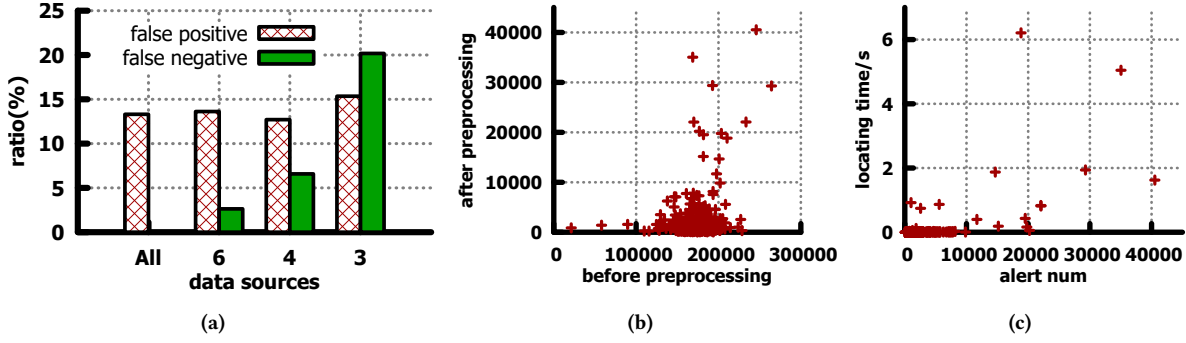 25
20
15
10
5
0
ratio(%)
false positive
false negative
All 6 4 3
data sources
(a)
40000
30000
20000
10000
0
after preprocessing
0 100000 200000 300000
before preprocessing
(b)
6
4
2
0
locating time/s
0 10000 20000 30000 40000
alert num
(c)